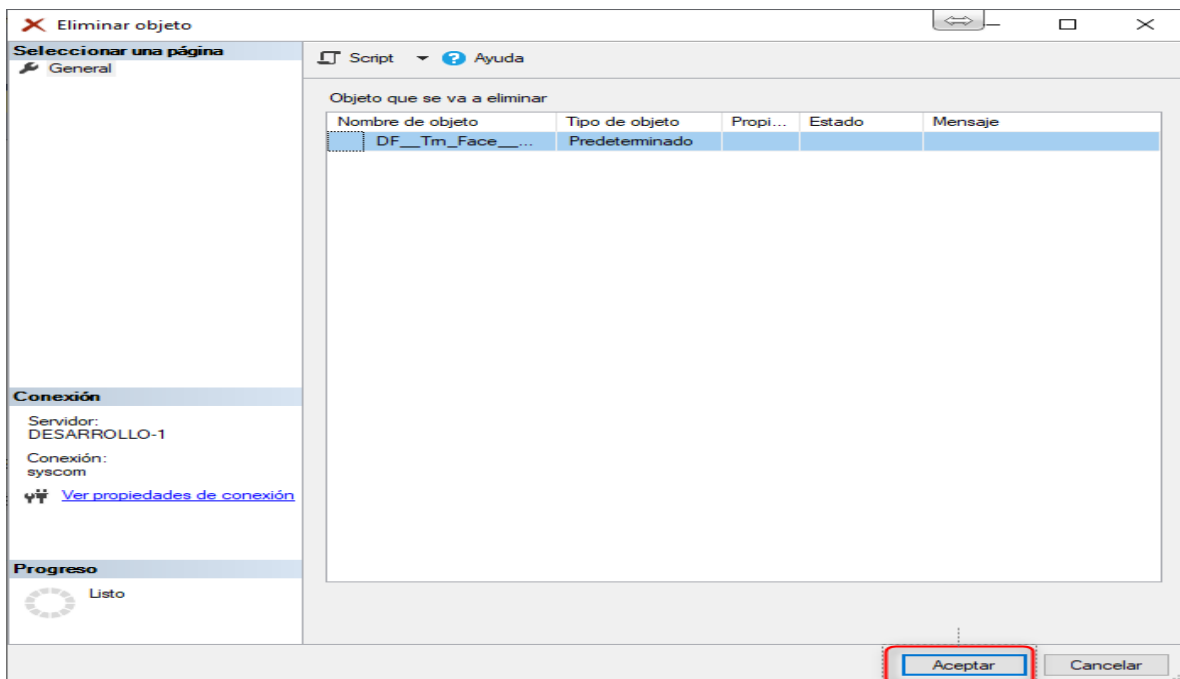 Eliminar objeto
Seleccionar una página
General
Script
Ayuda
Objeto que se va a eliminar
Nombre de objeto Tipo de objeto Propi... Estado Mensaje
DF__Trn_Face__... Predeterminado
Conexión
Servidor:
DESARROLLO-1
Conexión:
syscom
Ver propiedades de conexión
Progreso
Listo
Aceptar Cancelar